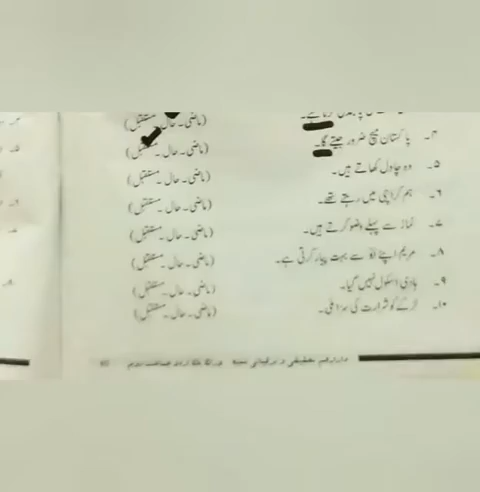 کرتا ہے۔ (ماضی۔ حال۔ مستقبل)
۴۔ پاکستان میچ ضرور جیتے گا۔ (ماضی۔ حال۔ مستقبل)
۵۔ وہ چاول کھاتے ہیں۔ (ماضی۔ حال۔ مستقبل)
۶۔ ہم کراچی میں رہتے تھے۔ (ماضی۔ حال۔ مستقبل)
۷۔ نماز سے پہلے وضو کرتے ہیں۔ (ماضی۔ حال۔ مستقبل)
۸۔ مریم اپنے ابو سے بہت پیار کرتی ہے۔ (ماضی۔ حال۔ مستقبل)
۹۔ ہادی اسکول نہیں گیا۔ (ماضی۔ حال۔ مستقبل)
۱۰۔ لڑکے کو شرارت کی سزا ملی۔ (ماضی۔ حال۔ مستقبل)